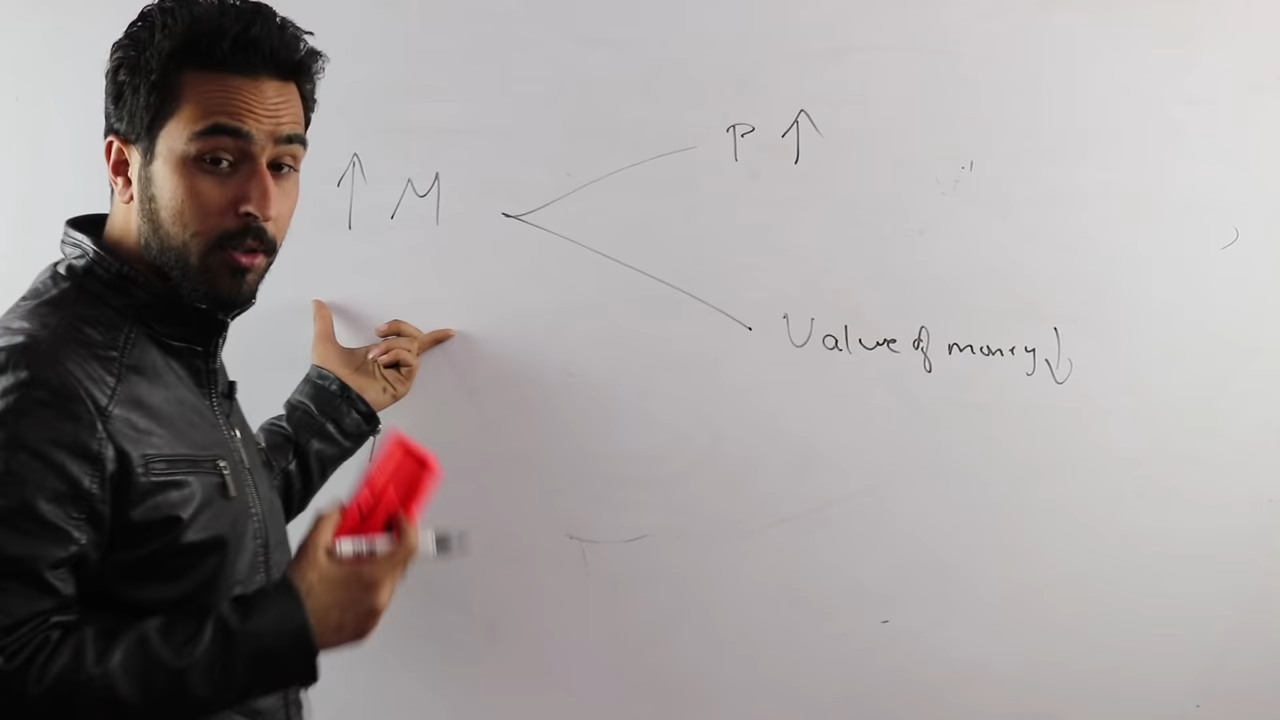 P ↑
↑ M
Value of money ↓